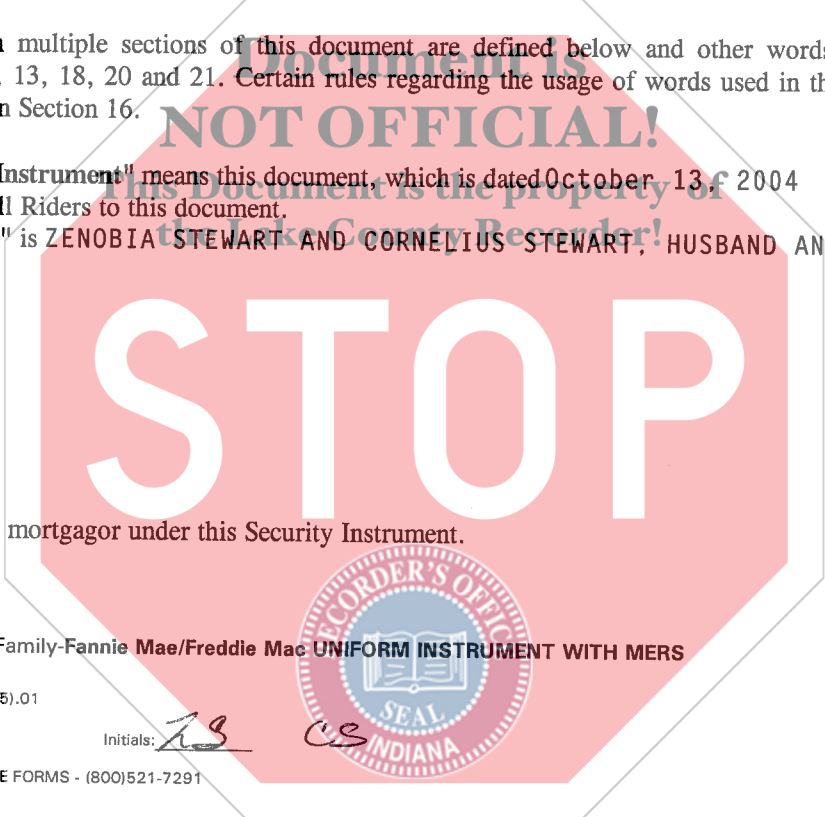 multiple sections of this document are defined below and other words
, 13, 18, 20 and 21. Certain rules regarding the usage of words used in th
n Section 16.
Document is
NOT OFFICIAL!
Instrument" means this document, which is dated October 13, 2004
This Document is the property of
ll Riders to this document.
the Lake County Recorder!
" is ZENOBIA STEWART AND CORNELIUS STEWART, HUSBAND AN
STOP
mortgagor under this Security Instrument.
RECORDER'S OFFIC
SEAL
INDIANA
Family-Fannie Mae/Freddie Mac UNIFORM INSTRUMENT WITH MERS
5).01
Initials: ZS CS
E FORMS - (800)521-7291